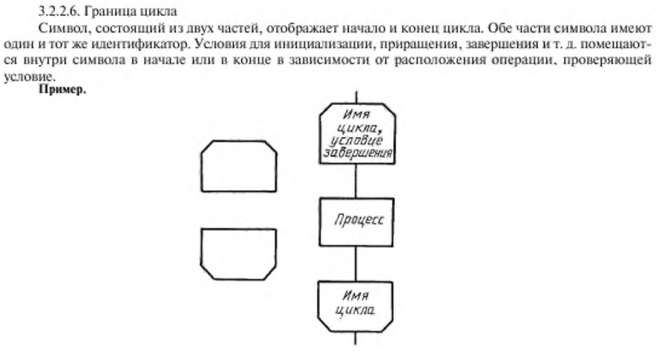 3.2.2.6. Граница цикла
Символ, состоящий из двух частей, отображает начало и конец цикла. Обе части символа имеют
один и тот же идентификатор. Условия для инициализации, приращения, завершения и т. д. помещают-
ся внутри символа в начале или в конце в зависимости от расположения операции, проверяющей
условие.
Пример.
Имя
цикла,
условие
завершения
Процесс
Имя
цикла